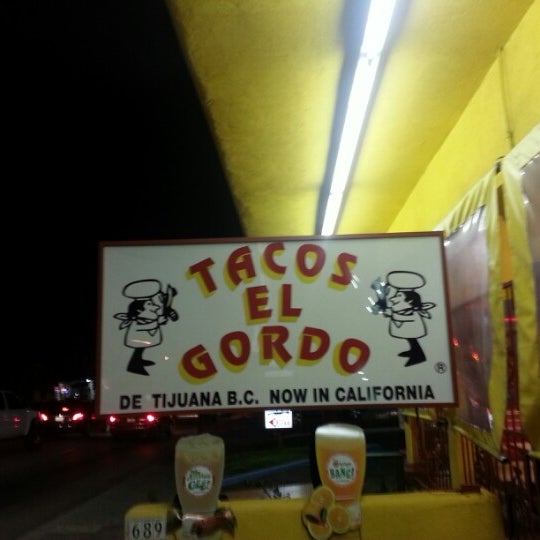 TACOS
EL
GORDO
®
DE TIJUANA B.C. NOW IN CALIFORNIA
689